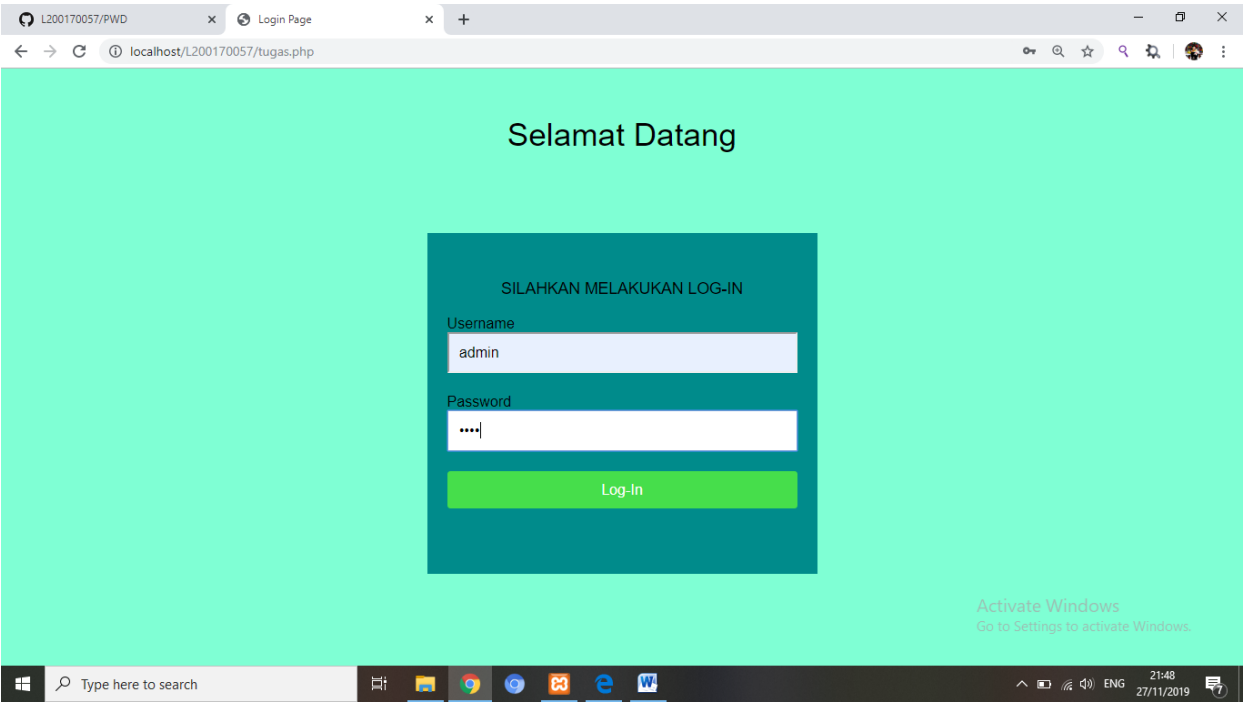 L200170057/PWD
Login Page
localhost/L200170057/tugas.php
Selamat Datang
SILAHKAN MELAKUKAN LOG-IN
Username
admin
Password
••••
Log-In
Activate Windows
Go to Settings to activate Windows.
Type here to search
ENG
21:48
27/11/2019
7